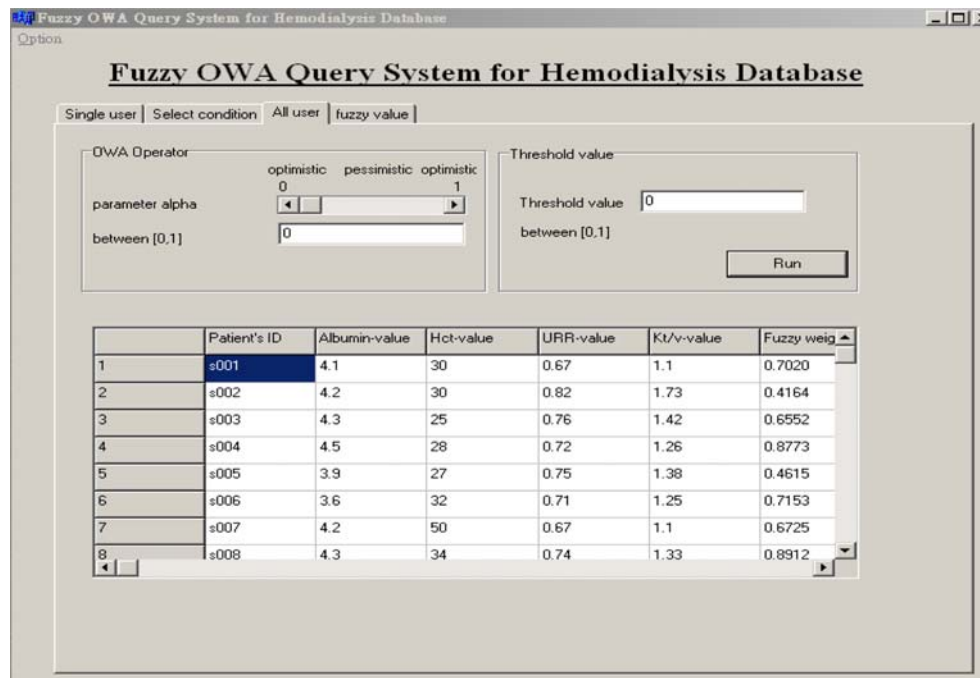 Fuzzy OWA Query System for Hemodialysis Database
Option
Fuzzy OWA Query System for Hemodialysis Database
Single user Select condition All user fuzzy value
OWA Operator
optimistic pessimistic optimistic
0 1
parameter alpha
between [0,1] 0
Threshold value
Threshold value 0
between [0,1]
Run
Patient's ID Albumin-value Hct-value URR-value Kt/v-value Fuzzy weig
1 s001 4.1 30 0.67 1.1 0.7020
2 s002 4.2 30 0.82 1.73 0.4164
3 s003 4.3 25 0.76 1.42 0.6552
4 s004 4.5 28 0.72 1.26 0.8773
5 s005 3.9 27 0.75 1.38 0.4615
6 s006 3.6 32 0.71 1.25 0.7153
7 s007 4.2 50 0.67 1.1 0.6725
8 s008 4.3 34 0.74 1.33 0.8912